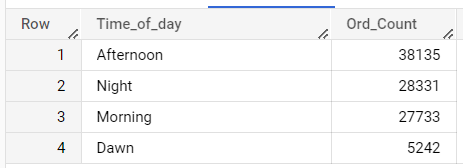 Row Time_of_day Ord_Count
1 Afternoon 38135
2 Night 28331
3 Morning 27733
4 Dawn 5242